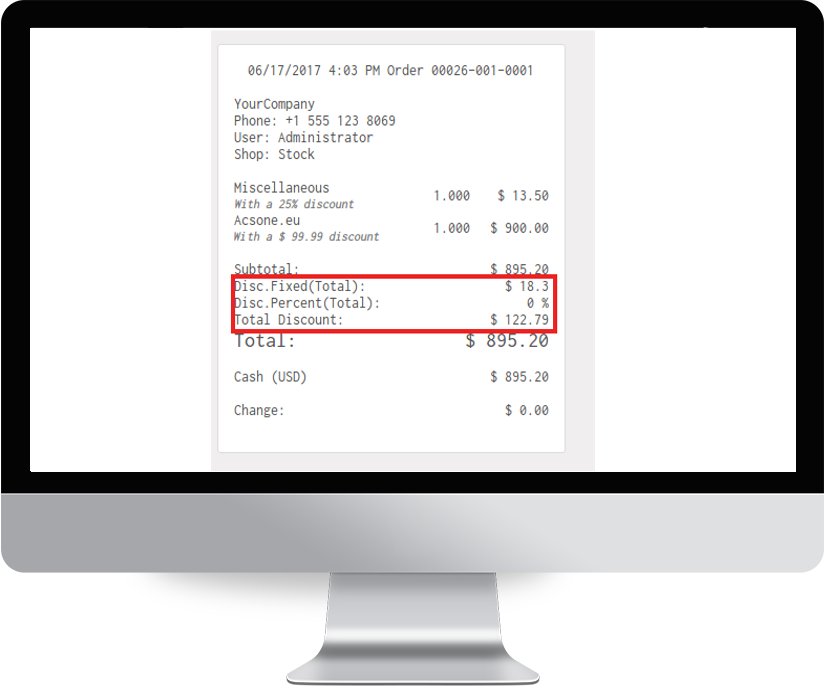 06/17/2017 4:03 PM Order 00026-001-0001
YourCompany
Phone: +1 555 123 8069
User: Administrator
Shop: Stock
Miscellaneous 1.000 $ 13.50
With a 25% discount
Acsone.eu 1.000 $ 900.00
With a $ 99.99 discount
Subtotal: $ 895.20
Disc.Fixed(Total): $ 18.3
Disc.Percent(Total): 0 %
Total Discount: $ 122.79
Total: $ 895.20
Cash (USD) $ 895.20
Change: $ 0.00